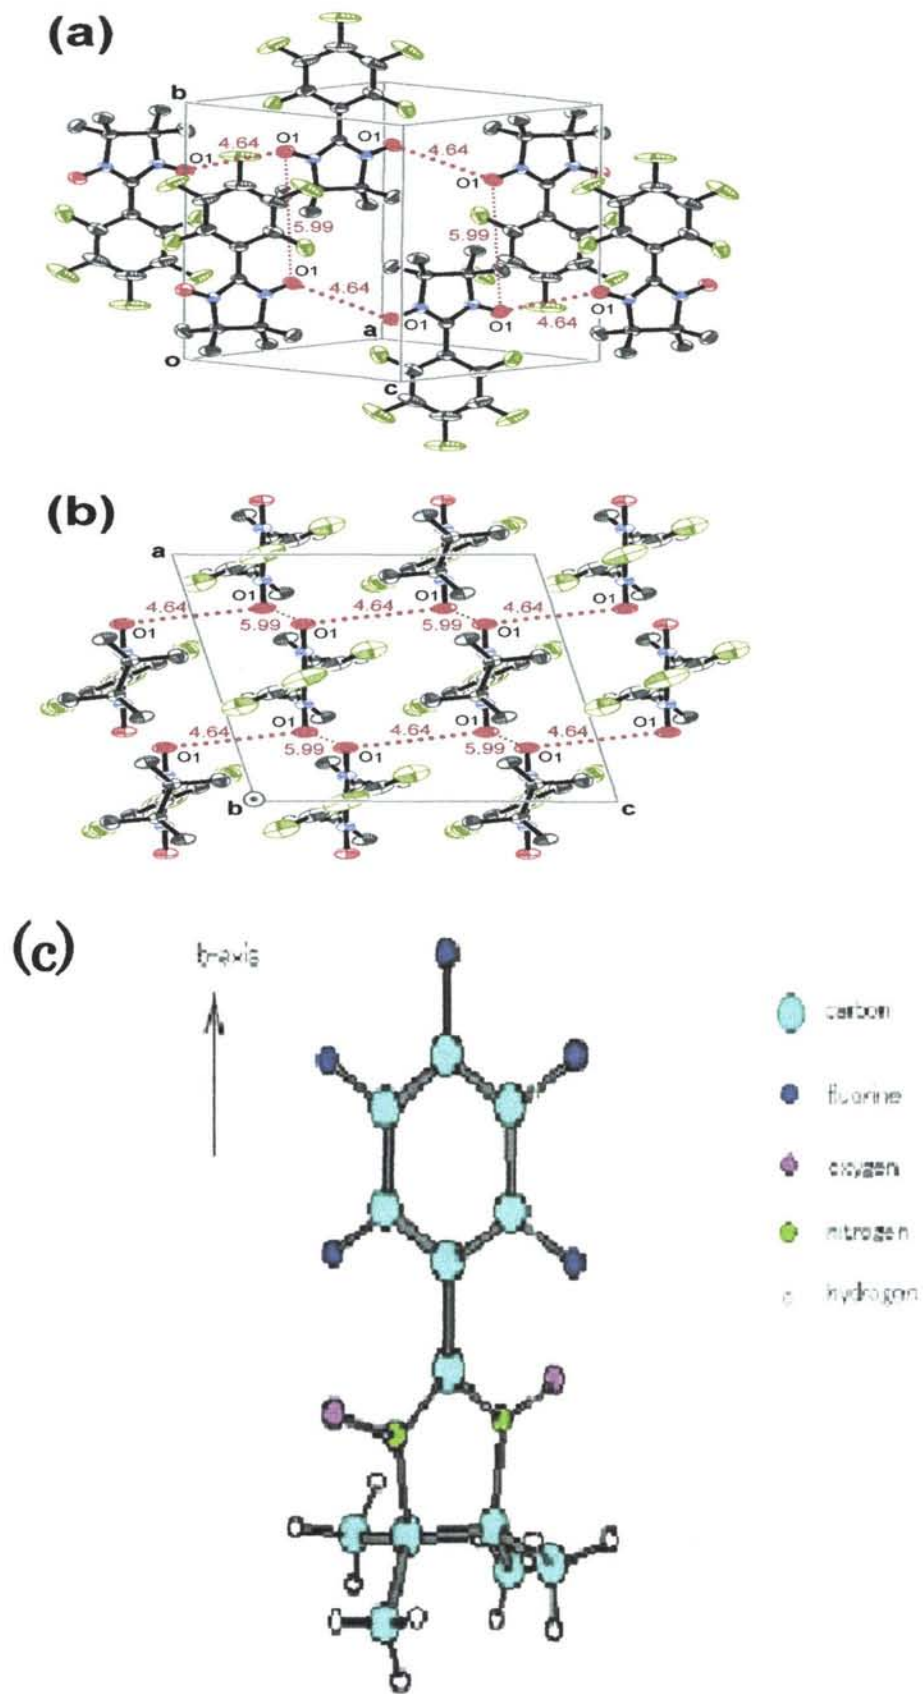 (a)
b
O1
4.64
O1
O1
4.64
O1
O1
5.99
5.99
O1
O1
4.64
O1
O1
4.64
a
o
c
(b)
a
4.64
O1
4.64
O1
4.64
O1
O1
5.99
O1
5.99
O1
4.64
O1
4.64
O1
4.64
O1
O1
5.99
O1
5.99
O1
b
c
(c)
b-axis
carbon
fluorine
oxygen
nitrogen
hydrogen